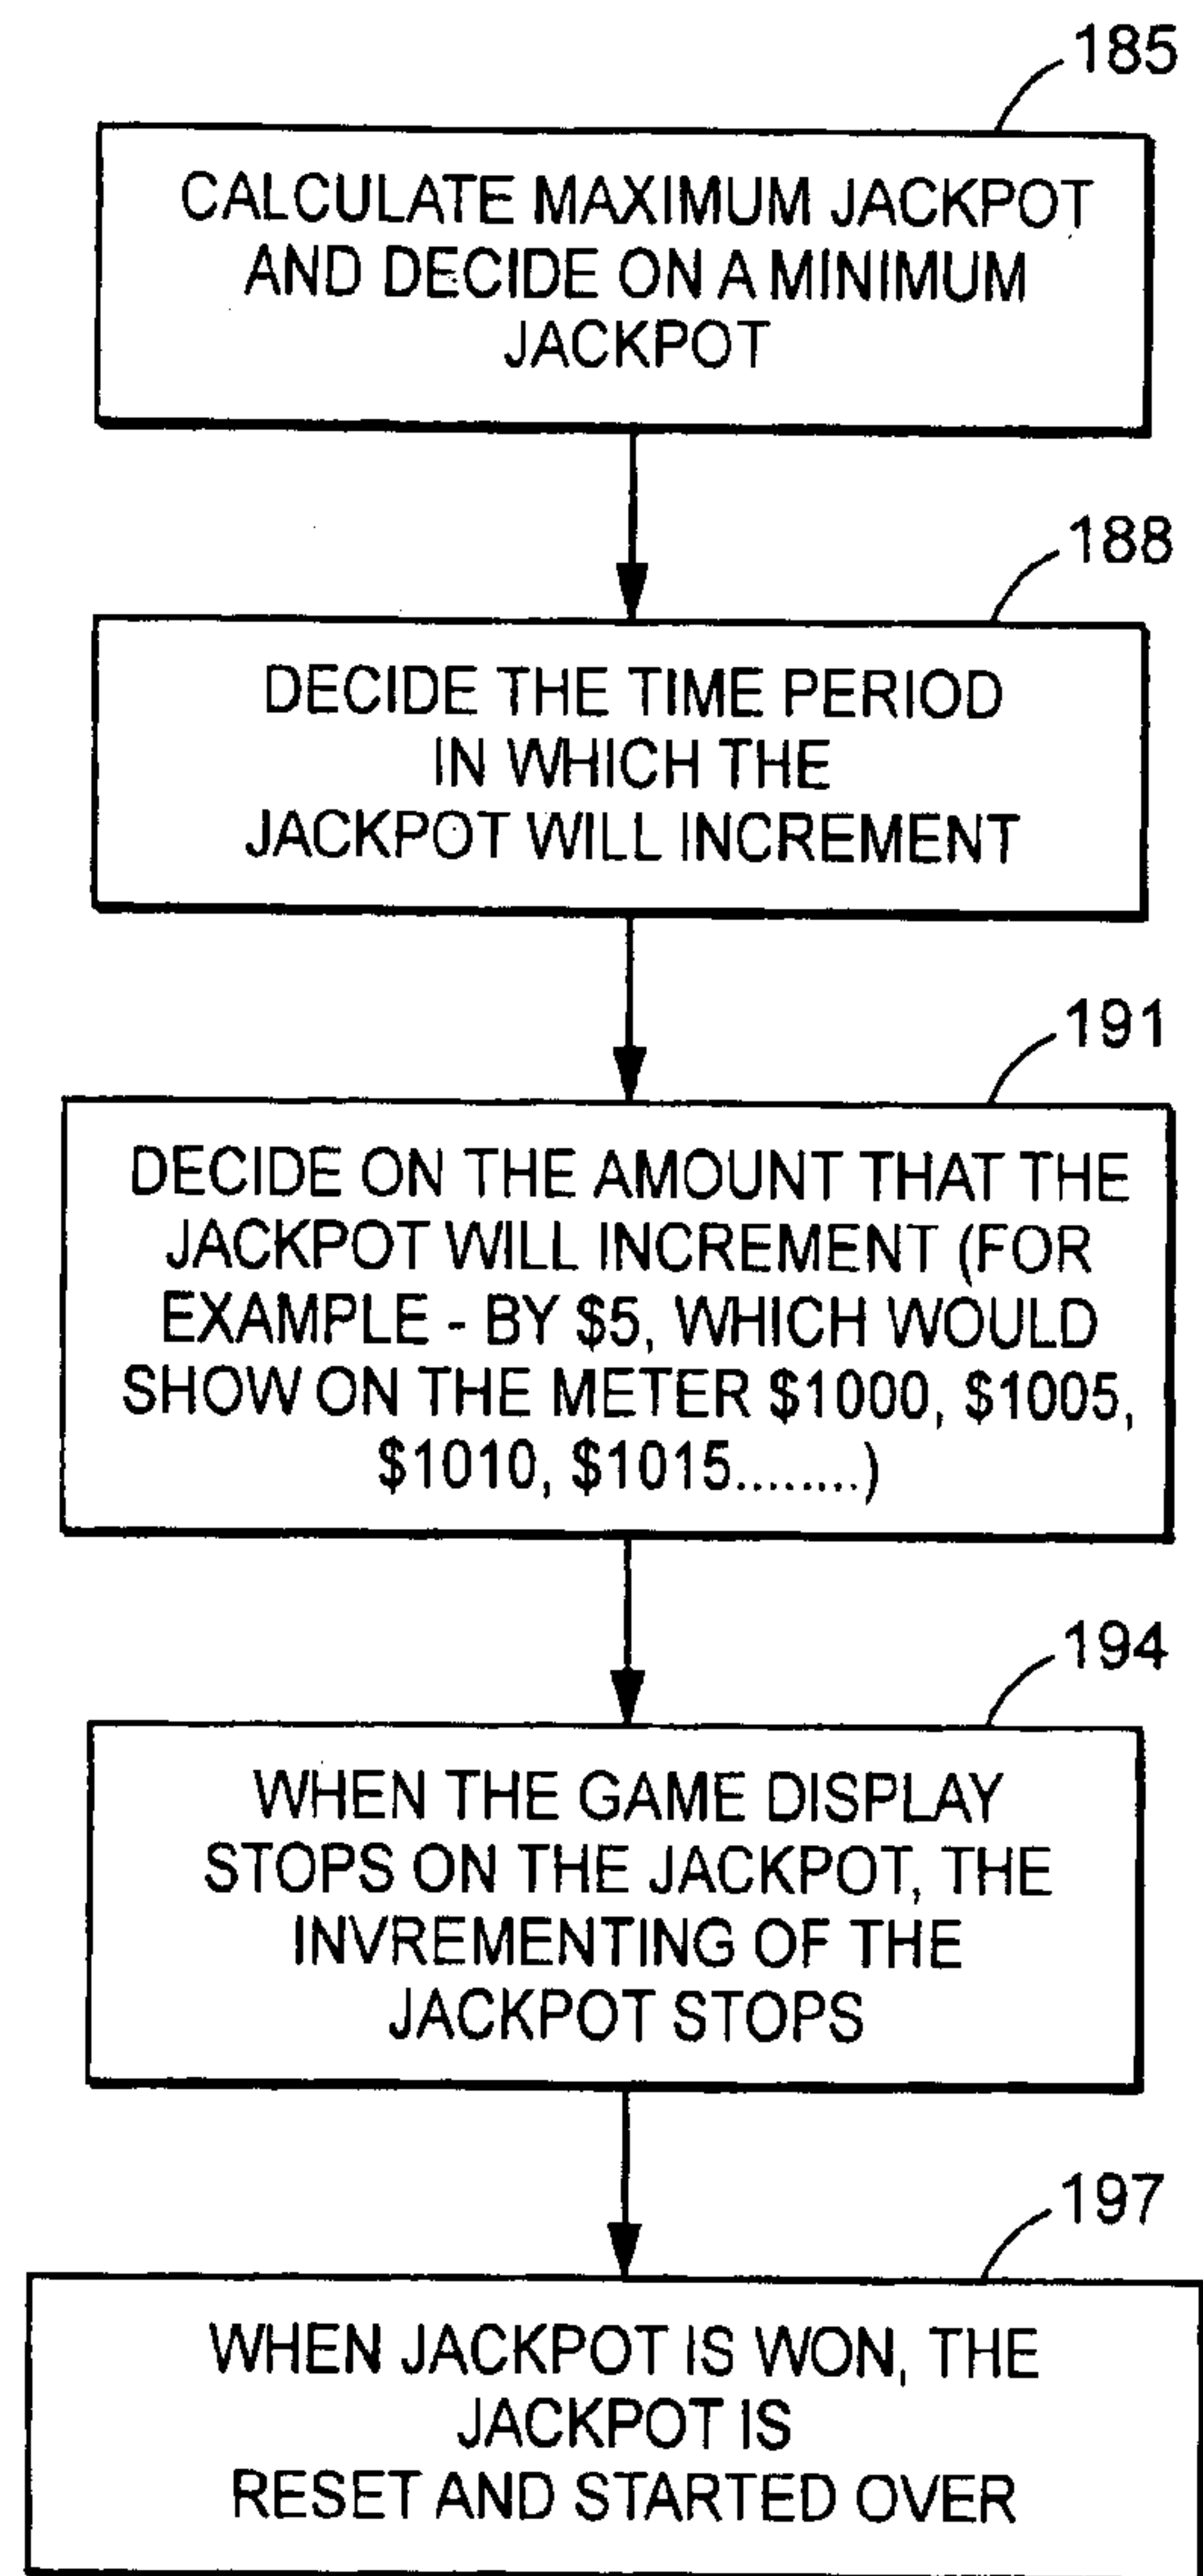 185
CALCULATE MAXIMUM JACKPOT
AND DECIDE ON A MINIMUM
JACKPOT
188
DECIDE THE TIME PERIOD
IN WHICH THE
JACKPOT WILL INCREMENT
191
DECIDE ON THE AMOUNT THAT THE
JACKPOT WILL INCREMENT (FOR
EXAMPLE - BY $5, WHICH WOULD
SHOW ON THE METER $1000, $1005,
$1010, $1015........)
194
WHEN THE GAME DISPLAY
STOPS ON THE JACKPOT, THE
INVREMENTING OF THE
JACKPOT STOPS
197
WHEN JACKPOT IS WON, THE
JACKPOT IS
RESET AND STARTED OVER